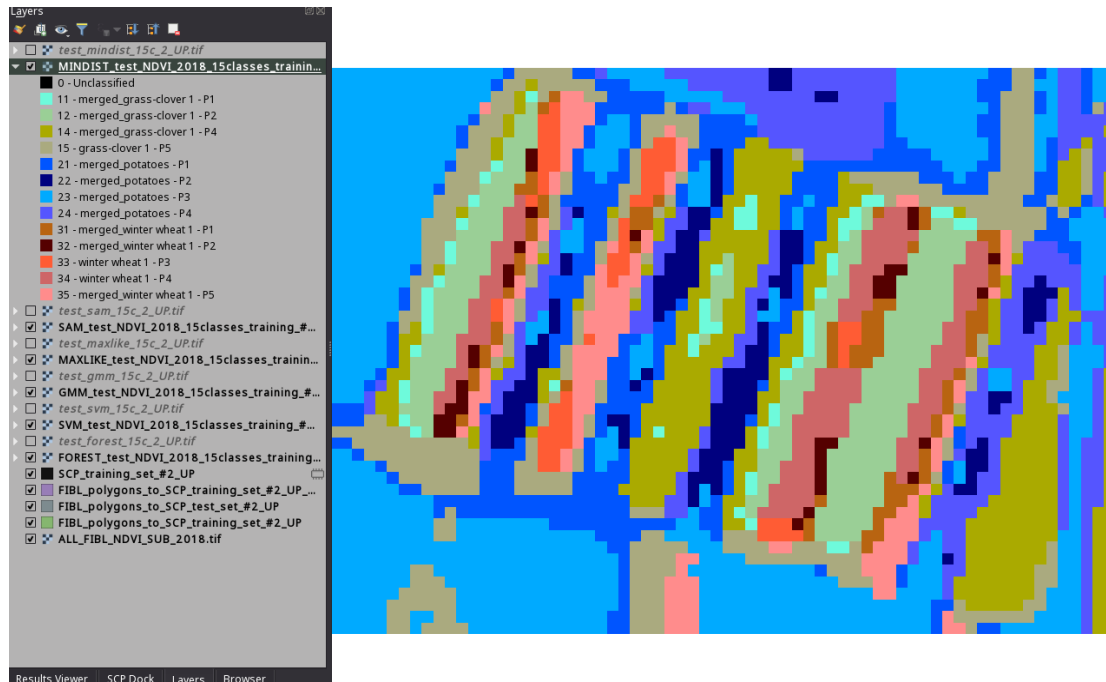 Layers
test_mindist_15c_2_UP.tif
MINDIST_test_NDVI_2018_15classes_trainin...
0 - Unclassified
11 - merged_grass-clover 1 - P1
12 - merged_grass-clover 1 - P2
14 - merged_grass-clover 1 - P4
15 - grass-clover 1 - P5
21 - merged_potatoes - P1
22 - merged_potatoes - P2
23 - merged_potatoes - P3
24 - merged_potatoes - P4
31 - merged_winter wheat 1 - P1
32 - merged_winter wheat 1 - P2
33 - winter wheat 1 - P3
34 - winter wheat 1 - P4
35 - merged_winter wheat 1 - P5
test_sam_15c_2_UP.tif
SAM_test_NDVI_2018_15classes_training_#...
test_maxlike_15c_2_UP.tif
MAXLIKE_test_NDVI_2018_15classes_trainin...
test_gmm_15c_2_UP.tif
GMM_test_NDVI_2018_15classes_training_#...
test_svm_15c_2_UP.tif
SVM_test_NDVI_2018_15classes_training_#...
test_forest_15c_2_UP.tif
FOREST_test_NDVI_2018_15classes_training...
SCP_training_set_#2_UP
FIBL_polygons_to_SCP_training_set_#2_UP_...
FIBL_polygons_to_SCP_test_set_#2_UP
FIBL_polygons_to_SCP_training_set_#2_UP
ALL_FIBL_NDVI_SUB_2018.tif
Results Viewer SCP Dock Layers Browser